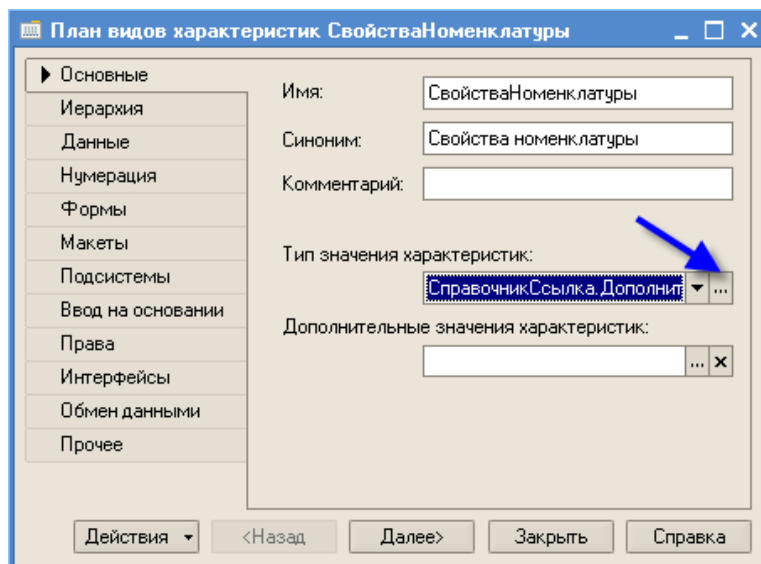 План видов характеристик СвойстваНоменклатуры
Основные
Иерархия
Данные
Нумерация
Формы
Макеты
Подсистемы
Ввод на основании
Права
Интерфейсы
Обмен данными
Прочее
Имя: СвойстваНоменклатуры
Синоним: Свойства номенклатуры
Комментарий:
Тип значения характеристик:
СправочникСсылка.Дополнит ...
Дополнительные значения характеристик:
... x
Действия <Назад Далее> Закрыть Справка